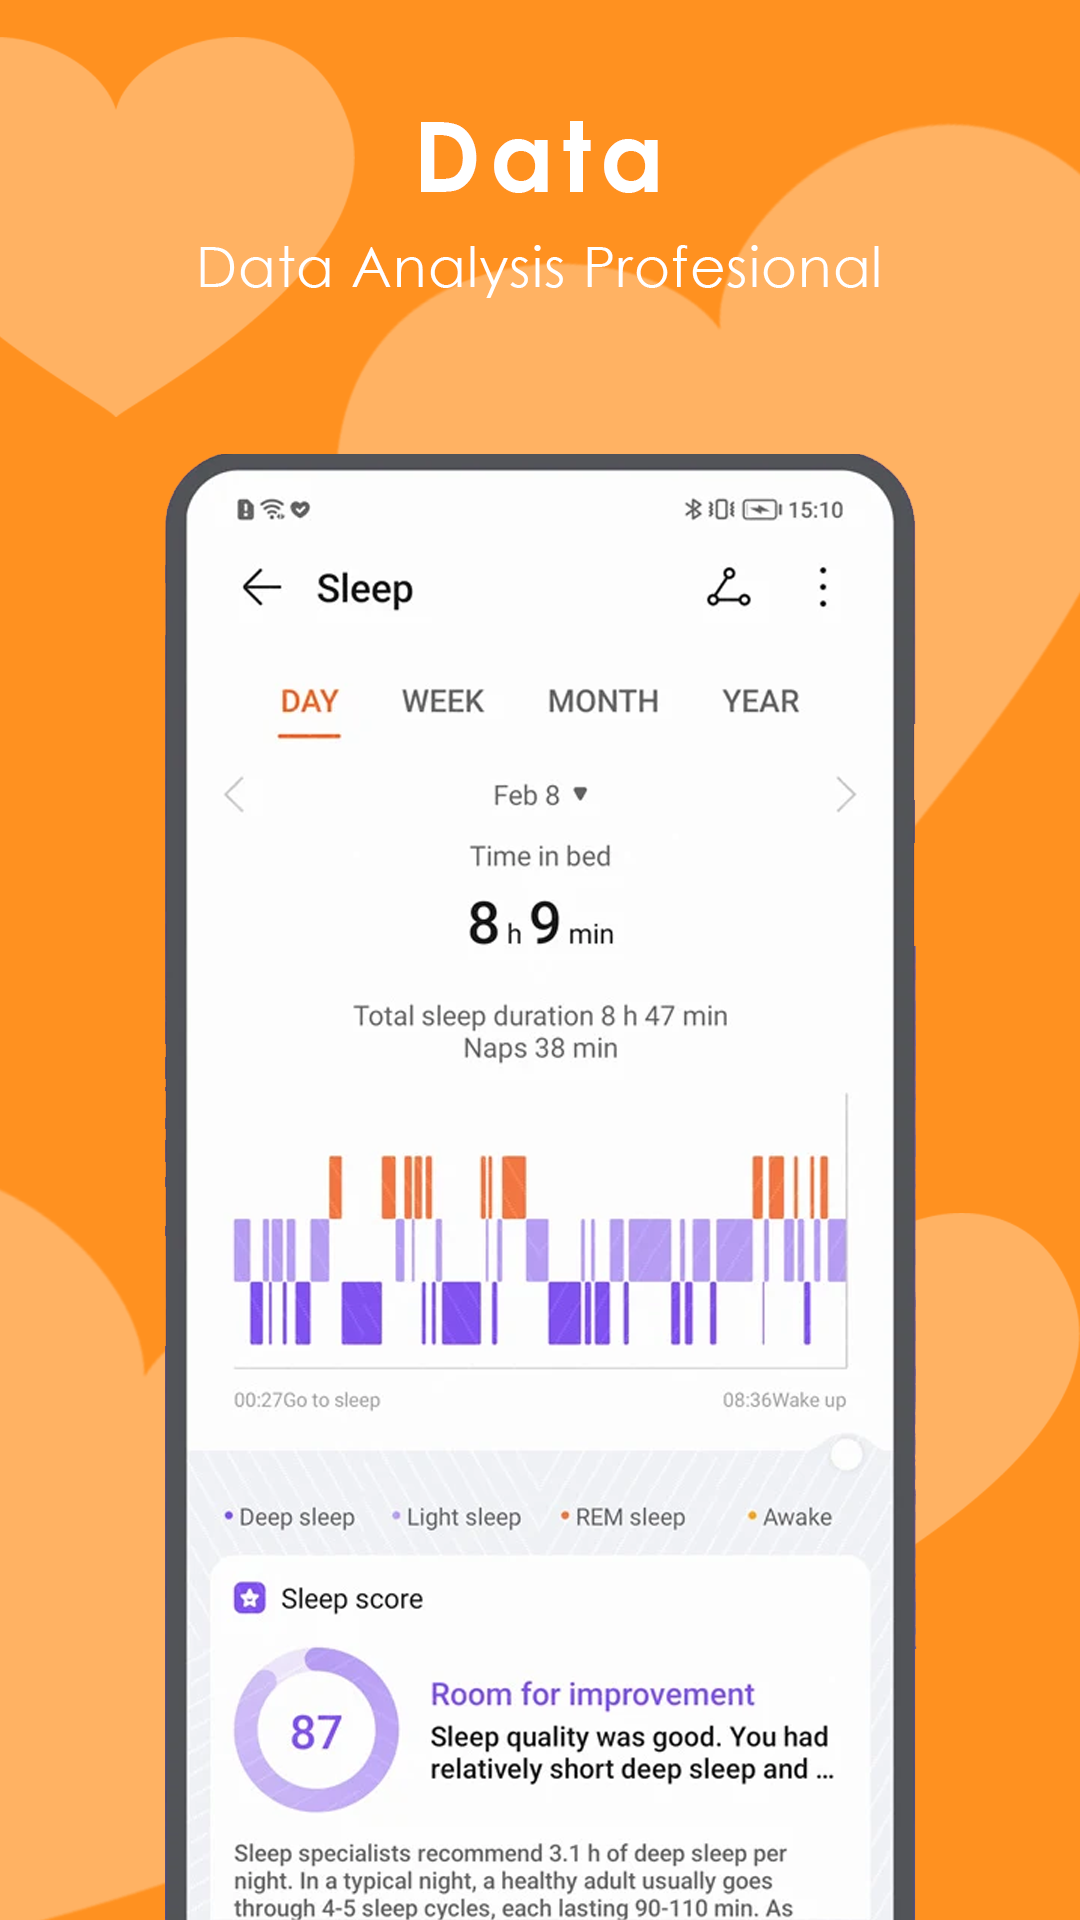 Data
Data Analysis Profesional
15:10
Sleep
DAY WEEK MONTH YEAR
Feb 8
Time in bed
8 h 9 min
Total sleep duration 8 h 47 min
Naps 38 min
00:27Go to sleep 08:36Wake up
Deep sleep Light sleep REM sleep Awake
Sleep score
87
Room for improvement
Sleep quality was good. You had
relatively short deep sleep and ...
Sleep specialists recommend 3.1 h of deep sleep per
night. In a typical night, a healthy adult usually goes
through 4-5 sleep cycles, each lasting 90-110 min. As